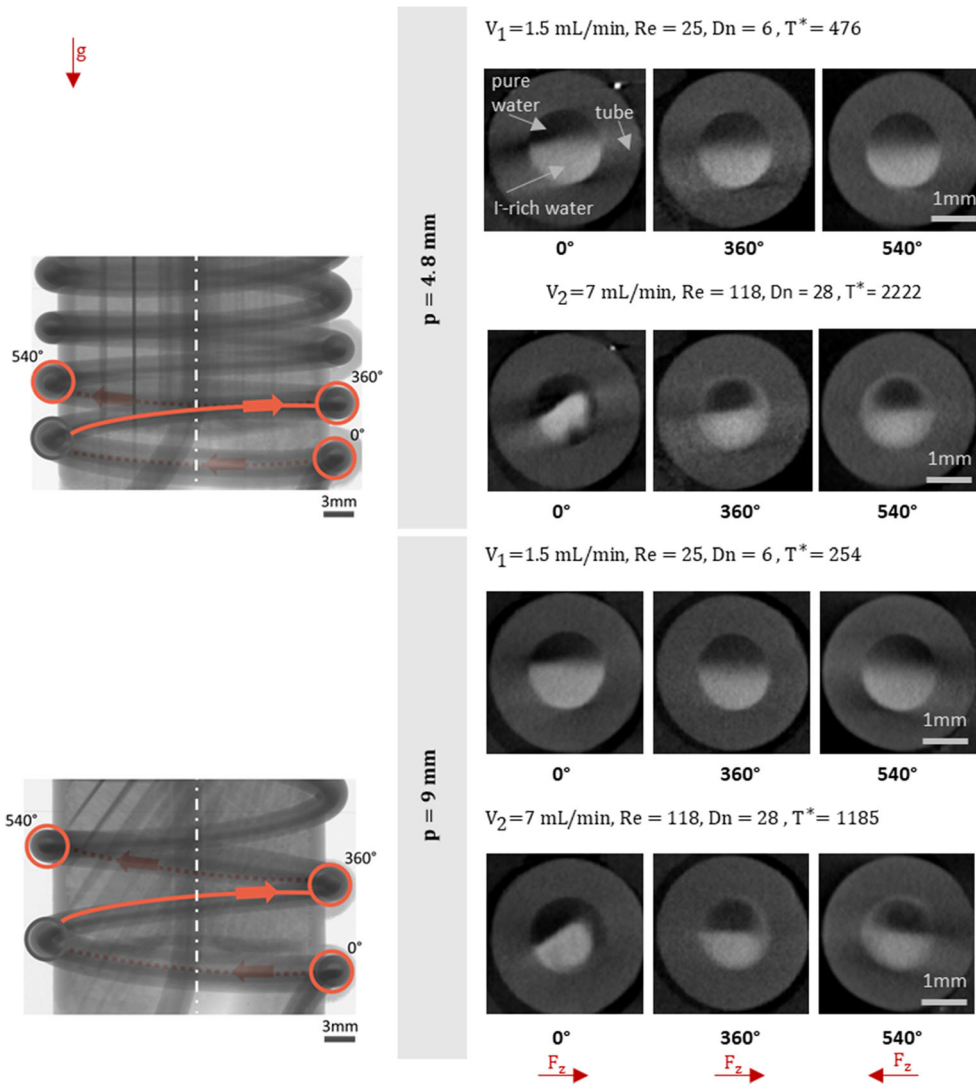 g
540°
360°
0°
3mm
p = 4.8 mm
V1=1.5 mL/min, Re = 25, Dn = 6, T* = 476
pure water
tube
I-rich water
1mm
0°
360°
540°
V2=7 mL/min, Re = 118, Dn = 28 , T* = 2222
1mm
0°
360°
540°
540°
360°
0°
3mm
p = 9 mm
V1=1.5 mL/min, Re = 25, Dn = 6 , T* = 254
1mm
0°
360°
540°
V2=7 mL/min, Re = 118, Dn = 28 , T* = 1185
1mm
0°
360°
540°
Fz
Fz
Fz